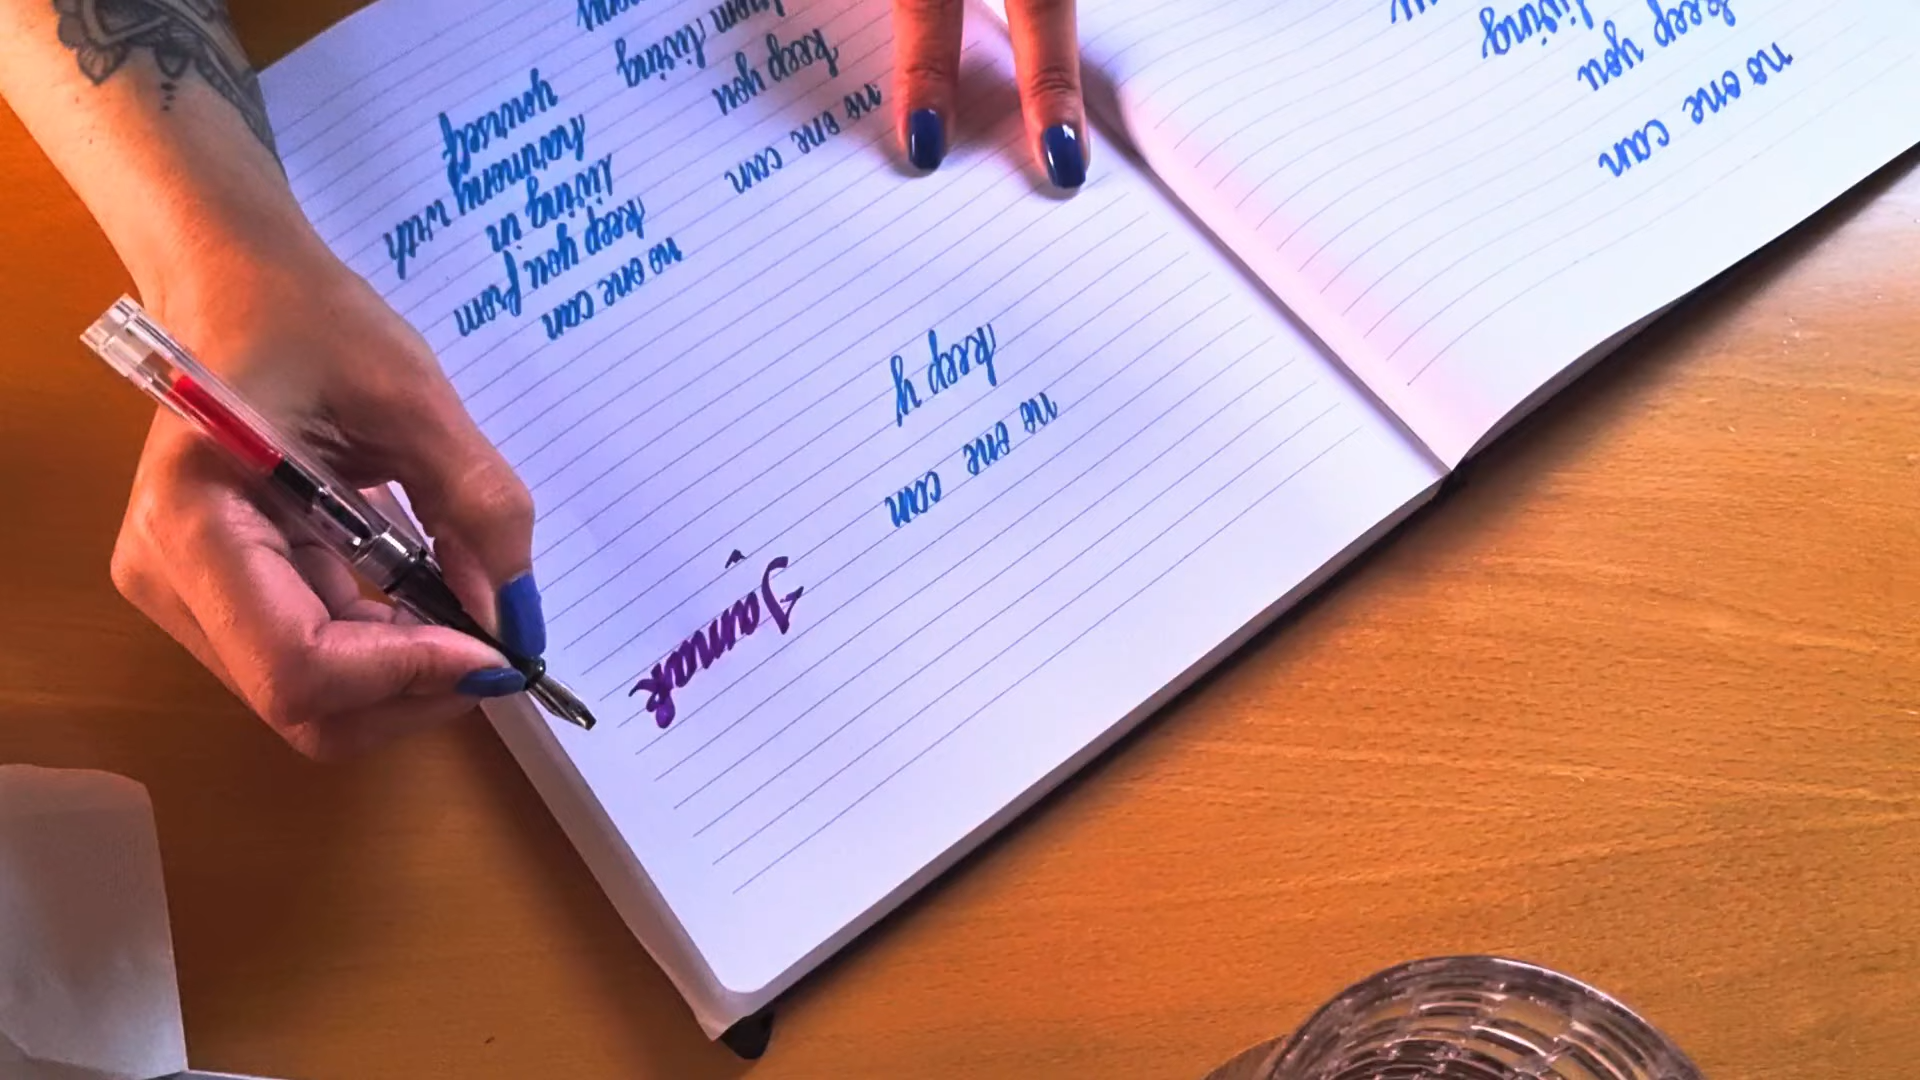 no one can
keep you
living
no one can
keep y
no one can
keep you
from living
no one can
keep you from
living in
harmony with
yourself